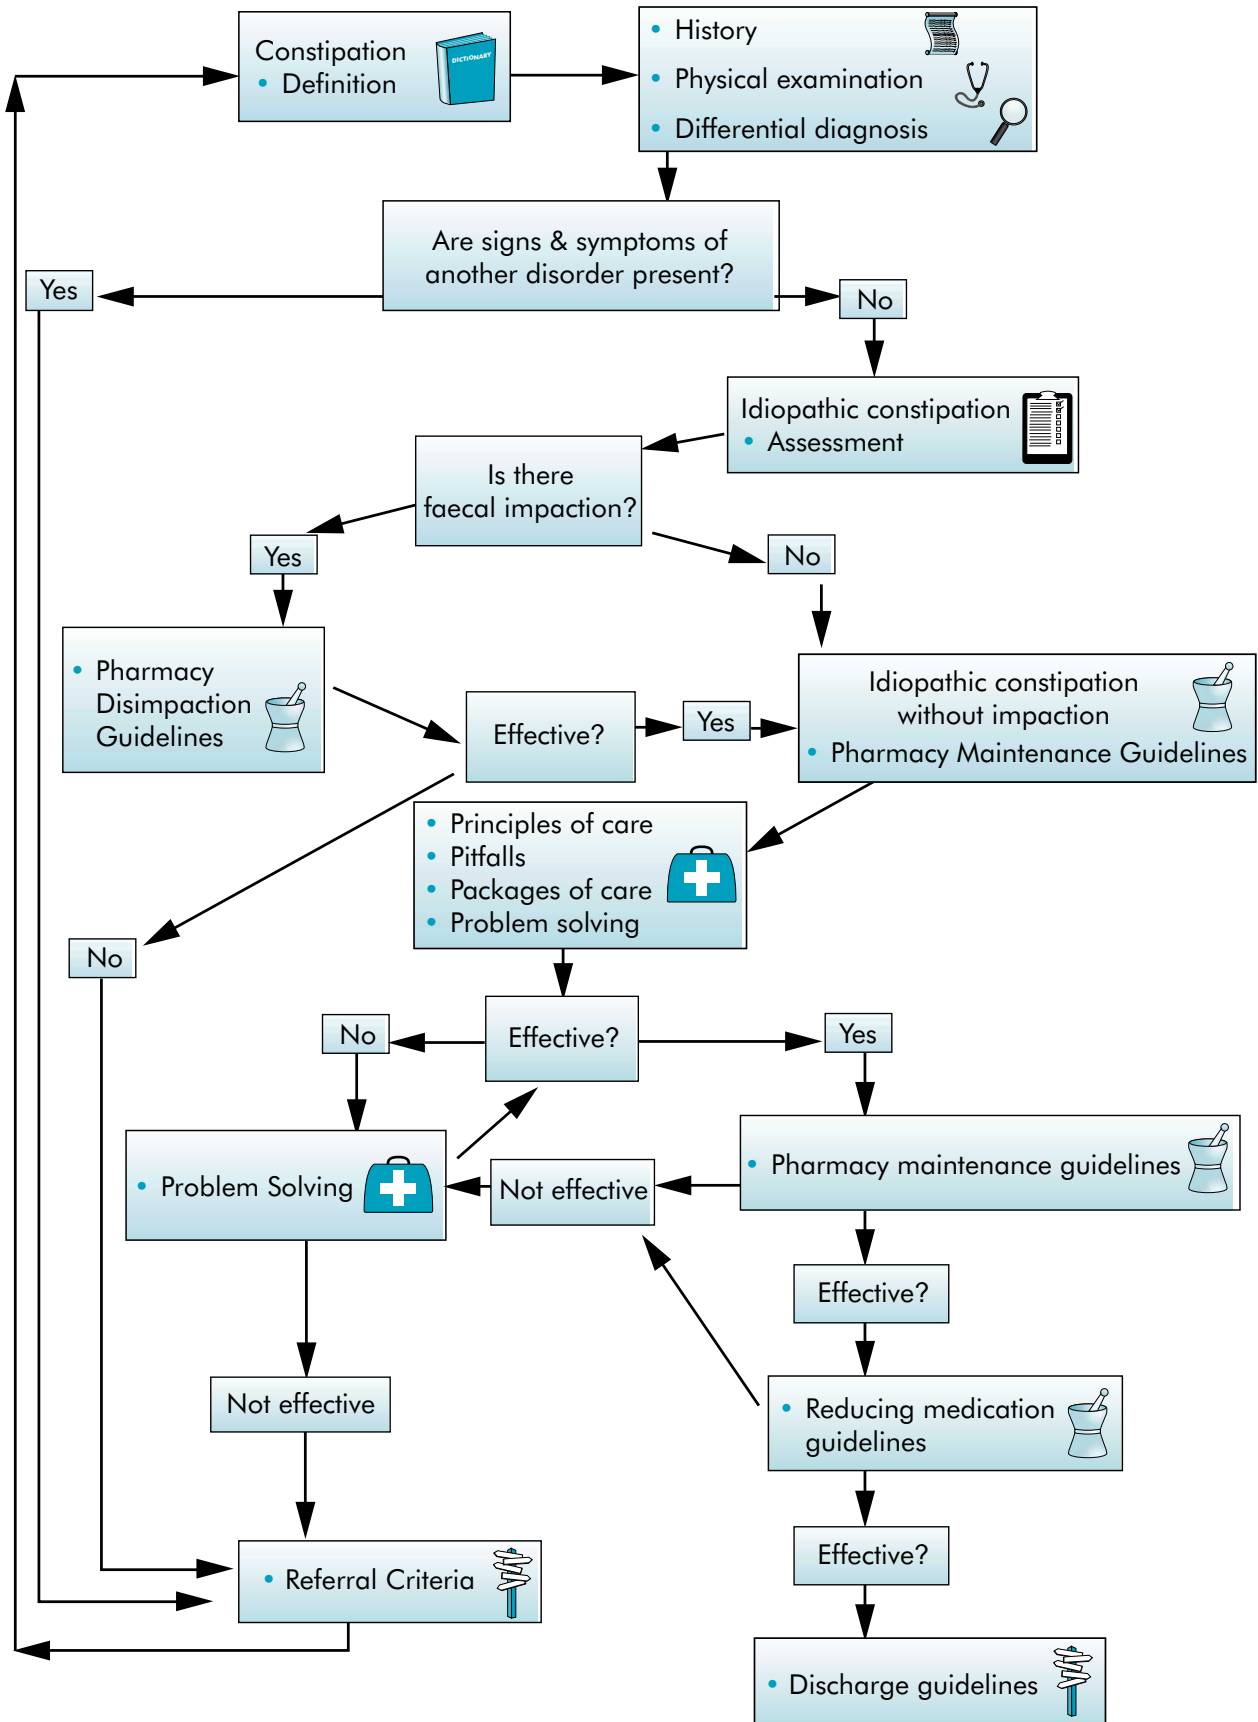 Constipation
• Definition
DICTIONARY
• History
• Physical examination
• Differential diagnosis
Are signs & symptoms of
another disorder present?
Yes
No
Idiopathic constipation
• Assessment
Is there
faecal impaction?
Yes
No
• Pharmacy
Disimpaction
Guidelines
Effective?
Yes
Idiopathic constipation
without impaction
• Pharmacy Maintenance Guidelines
• Principles of care
• Pitfalls
• Packages of care
• Problem solving
No
No
Effective?
Yes
• Problem Solving
Not effective
• Pharmacy maintenance guidelines
Effective?
Not effective
• Reducing medication
guidelines
Effective?
• Referral Criteria
• Discharge guidelines